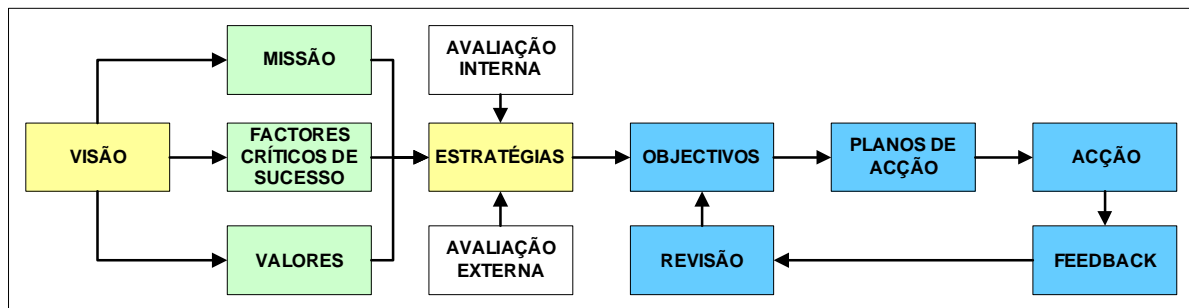 MISSÃO
AVALIAÇÃO
INTERNA
VISÃO
FACTORES
CRÍTICOS DE
SUCESSO
ESTRATÉGIAS
OBJECTIVOS
PLANOS DE
ACÇÃO
ACÇÃO
VALORES
AVALIAÇÃO
EXTERNA
REVISÃO
FEEDBACK